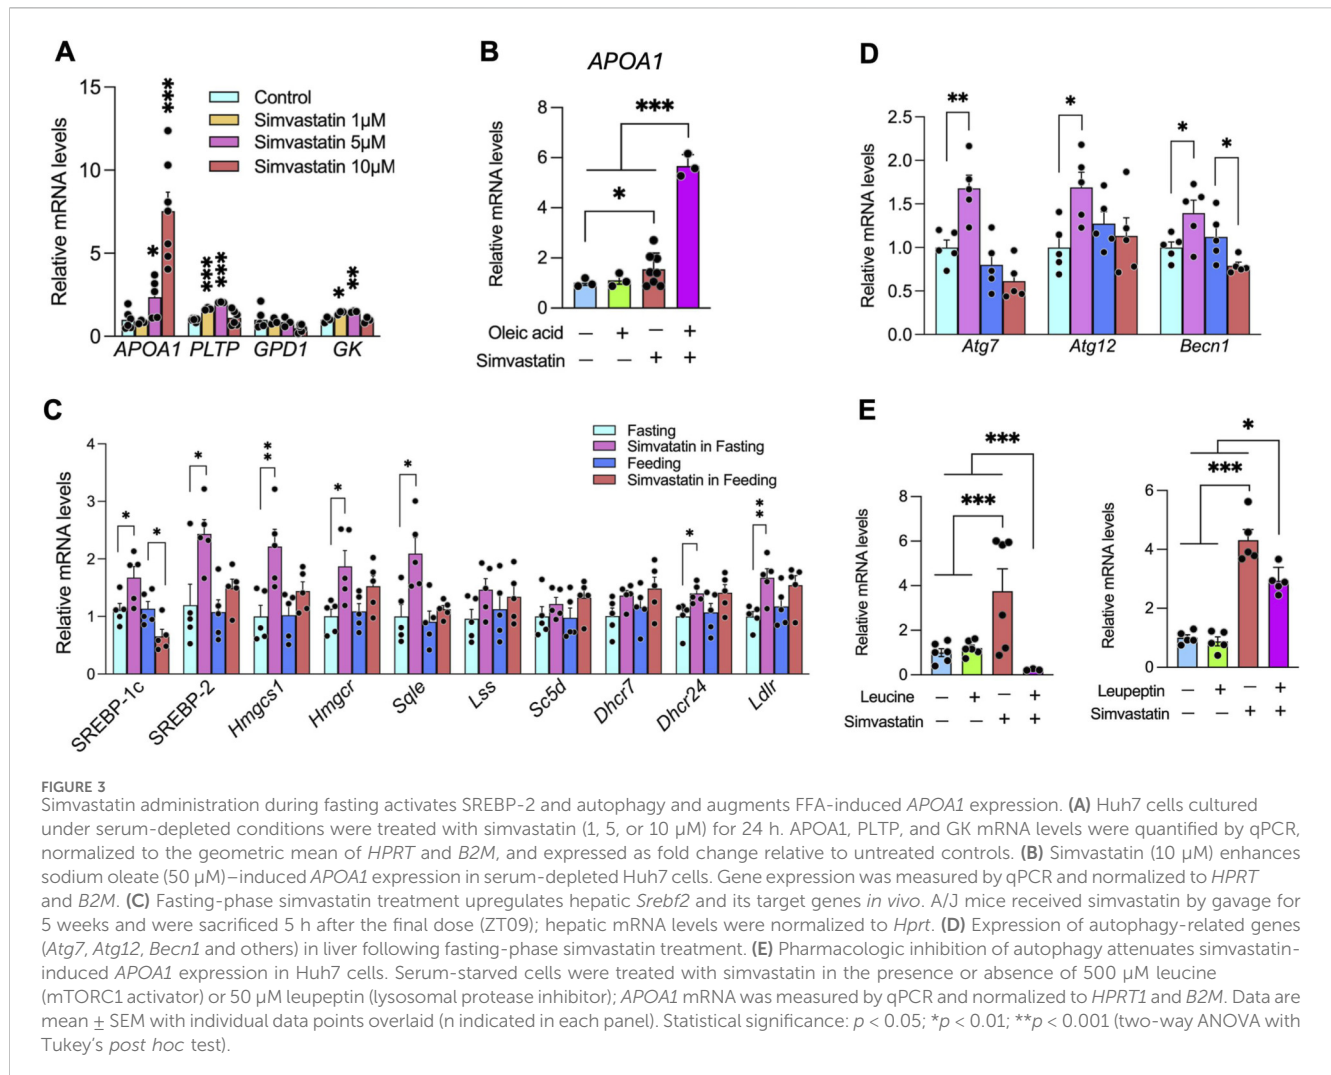 A
Relative mRNA levels
15
10
5
0
***
*
***
***
*
**
Control
Simvastatin 1µM
Simvastatin 5µM
Simvastatin 10µM
APOA1 PLTP GPD1 GK
B
APOA1
Relative mRNA levels
8
6
4
2
0
***
*
Oleic acid — + — +
Simvastatin — — + +
D
Relative mRNA levels
2.5
2.0
1.5
1.0
0.5
0.0
**
*
*
*
Atg7 Atg12 Becn1
C
Relative mRNA levels
4
3
2
1
0
*
*
*
**
*
*
*
**
Fasting
Simvatatin in Fasting
Feeding
Simvastatin in Feeding
SREBP-1c SREBP-2 Hmgcs1 Hmgcr Sqle Lss Sc5d Dhcr7 Dhcr24 Ldlr
E
Relative mRNA levels
8
6
4
2
0
***
***
Leucine — + — +
Simvastatin — — + +
Relative mRNA levels
6
4
2
0
*
***
Leupeptin — + — +
Simvastatin — — + +
FIGURE 3
Simvastatin administration during fasting activates SREBP-2 and autophagy and augments FFA-induced APOA1 expression. (A) Huh7 cells cultured
under serum-depleted conditions were treated with simvastatin (1, 5, or 10 µM) for 24 h. APOA1, PLTP, and GK mRNA levels were quantified by qPCR,
normalized to the geometric mean of HPRT and B2M, and expressed as fold change relative to untreated controls. (B) Simvastatin (10 µM) enhances
sodium oleate (50 µM)–induced APOA1 expression in serum-depleted Huh7 cells. Gene expression was measured by qPCR and normalized to HPRT
and B2M. (C) Fasting-phase simvastatin treatment upregulates hepatic Srebf2 and its target genes in vivo. A/J mice received simvastatin by gavage for
5 weeks and were sacrificed 5 h after the final dose (ZT09); hepatic mRNA levels were normalized to Hprt. (D) Expression of autophagy-related genes
(Atg7, Atg12, Becn1 and others) in liver following fasting-phase simvastatin treatment. (E) Pharmacologic inhibition of autophagy attenuates simvastatin-
induced APOA1 expression in Huh7 cells. Serum-starved cells were treated with simvastatin in the presence or absence of 500 µM leucine
(mTORC1 activator) or 50 µM leupeptin (lysosomal protease inhibitor); APOA1 mRNA was measured by qPCR and normalized to HPRT1 and B2M. Data are
mean ± SEM with individual data points overlaid (n indicated in each panel). Statistical significance: p < 0.05; *p < 0.01; **p < 0.001 (two-way ANOVA with
Tukey's post hoc test).